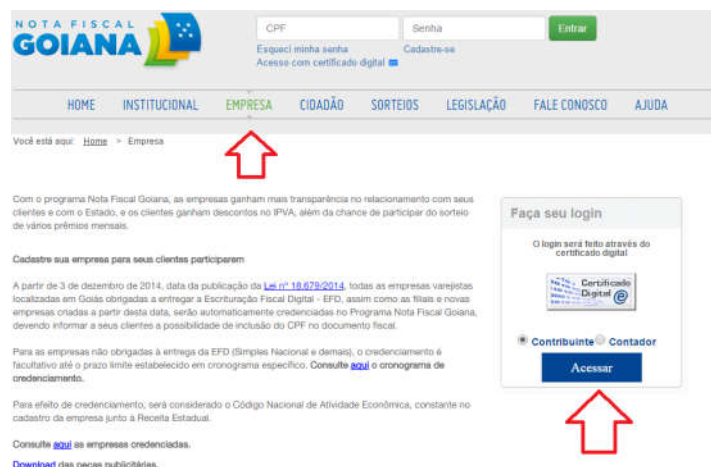 NOTA FISCAL
GOIANA
CPF
Senha
Entrar
Esqueci minha senha
Cadastre-se
Acesso com certificado digital
HOME INSTITUCIONAL EMPRESA CIDADÃO SORTEIOS LEGISLAÇÃO FALE CONOSCO AJUDA
Você está aqui: Home > Empresa
Com o programa Nota Fiscal Goiana, as empresas ganham mais transparência no relacionamento com seus
clientes e com o Estado, e os clientes ganham descontos no IPVA, além da chance de participar do sorteio
de vários prêmios mensais.
Cadastre sua empresa para seus clientes participarem
A partir de 3 de dezembro de 2014, data da publicação da Lei nº 18.679/2014, todas as empresas varejistas
localizadas em Goiás obrigadas a entregar a Escrituração Fiscal Digital - EFD, assim como as filiais e novas
empresas criadas a partir desta data, serão automaticamente credenciadas no Programa Nota Fiscal Goiana,
devendo informar a seus clientes a possibilidade de inclusão do CPF no documento fiscal.
Para as empresas não obrigadas à entrega da EFD (Simples Nacional e demais), o credenciamento é
facultativo até o prazo limite estabelecido em cronograma específico. Consulte aqui o cronograma de
credenciamento.
Para efeito de credenciamento, será considerado o Código Nacional de Atividade Econômica, constante no
cadastro da empresa junto à Receita Estadual.
Consulte aqui as empresas credenciadas.
Download das peças publicitárias.
Faça seu login
O login será feito através do
certificado digital
Certificado
Digital
Contribuinte Contador
Acessar